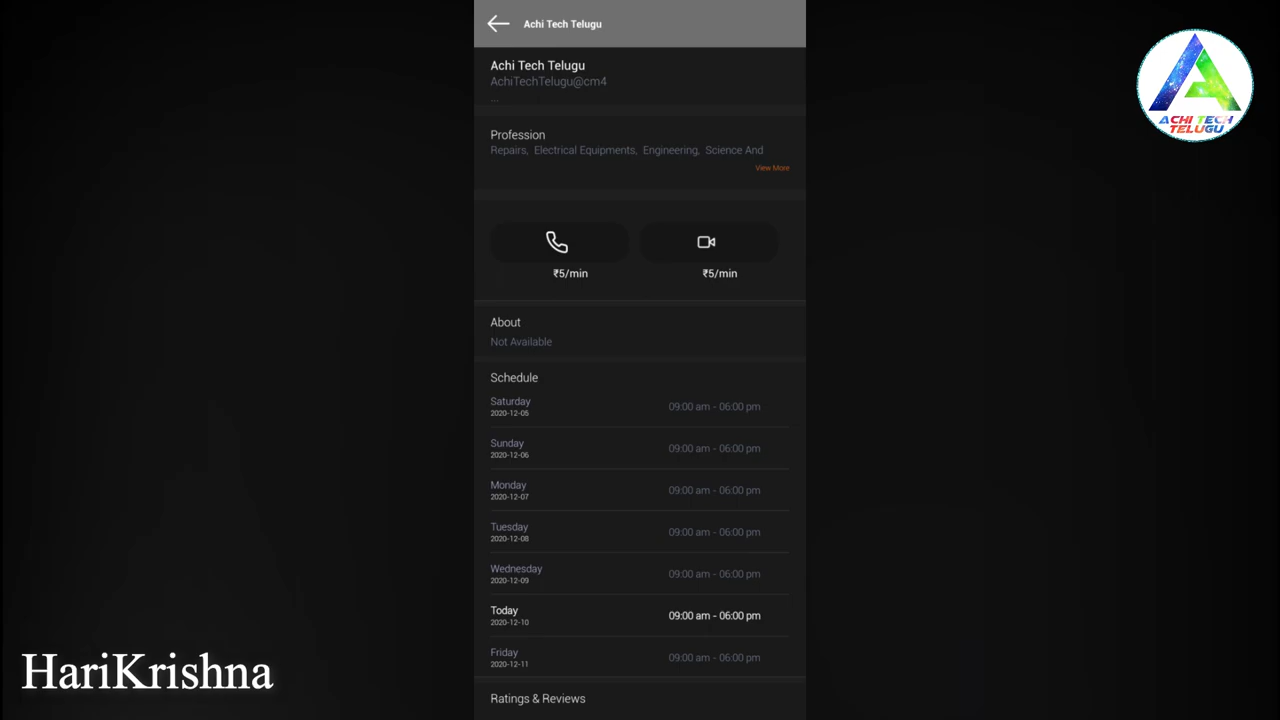 Achi Tech Telugu
Achi Tech Telugu
AchiTechTelugu@cm4
Profession
Repairs, Electrical Equipments, Engineering, Science And
View More
₹5/min ₹5/min
About
Not Available
Schedule
Saturday 09:00 am - 06:00 pm
2020-12-05
Sunday 09:00 am - 06:00 pm
2020-12-06
Monday 09:00 am - 06:00 pm
2020-12-07
Tuesday 09:00 am - 06:00 pm
2020-12-08
Wednesday 09:00 am - 06:00 pm
2020-12-09
Today 09:00 am - 06:00 pm
2020-12-10
Friday 09:00 am - 06:00 pm
2020-12-11
Ratings & Reviews
ACHI TECH
TELUGU
HariKrishna